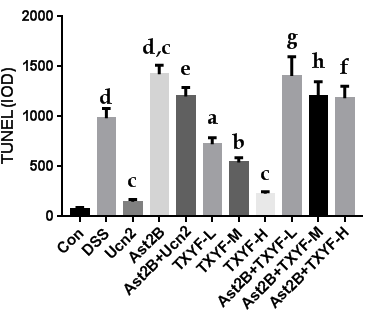 TUNEL (IOD)
2000
1500
1000
500
0
d
c
d,c
e
a
b
c
g
h
f
Con
DSS
Ucn2
Ast2B
Ast2B+Ucn2
TXYF-L
TXYF-M
TXYF-H
Ast2B+TXYF-L
Ast2B+TXYF-M
Ast2B+TXYF-H